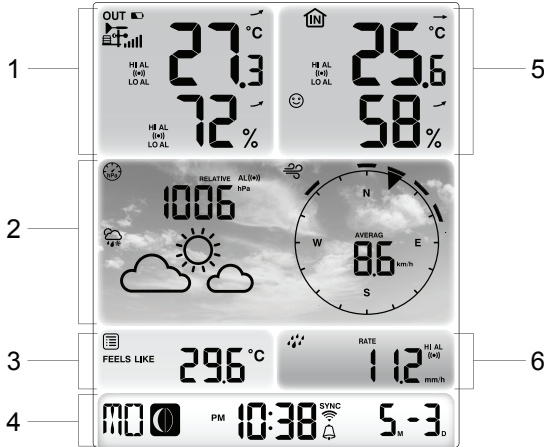 1
OUT
27.3 °C
HI AL
((•))
LO AL
72 %
HI AL
((•))
LO AL
5
IN
25.6 °C
HI AL
((•))
LO AL
58 %
2
hPa
RELATIVE AL((•))
1006 hPa
N
W E
S
AVERAG
8.6 km/h
3
FEELS LIKE
29.6 °C
6
RATE
HI AL
((•))
11.2 mm/h
4
MO
PM 10:38 SYNC
5 M - 3 D